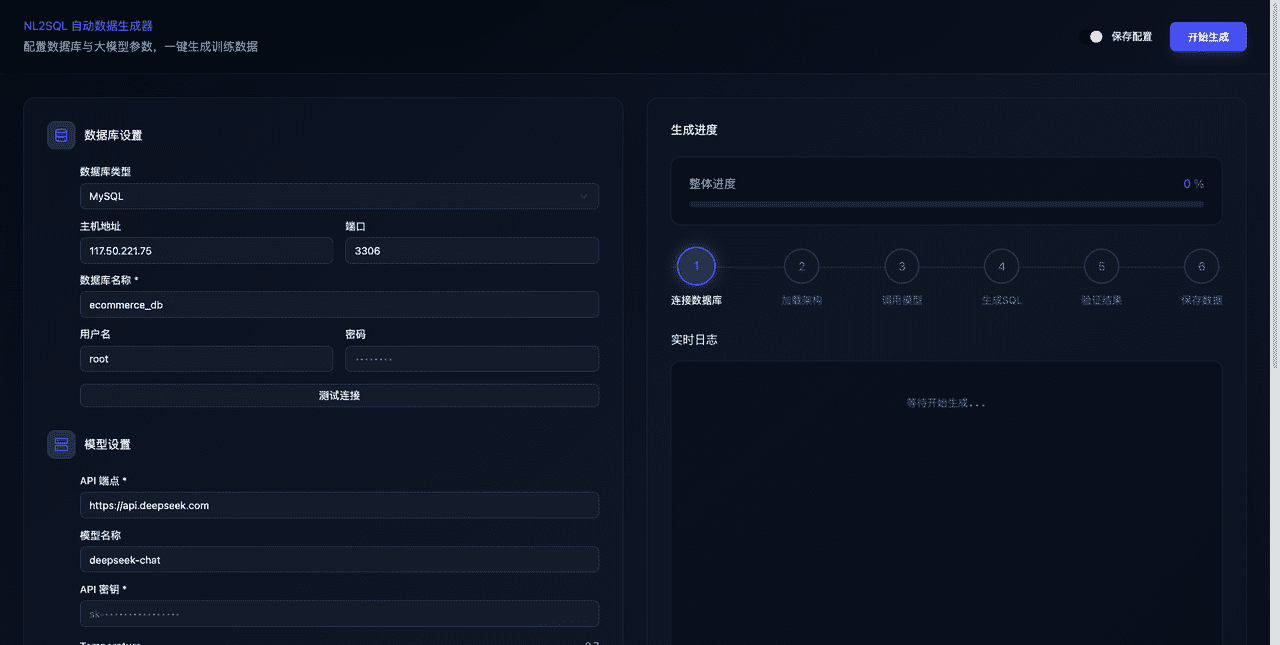 NL2SQL 自动数据生成器
配置数据库与大模型参数，一键生成训练数据
保存配置
开始生成
数据库设置
数据库类型
MySQL
主机地址
端口
117.50.221.75
3306
数据库名称 *
ecommerce_db
用户名
密码
root
••••••••
测试连接
模型设置
API 端点 *
https://api.deepseek.com
模型名称
deepseek-chat
API 密钥 *
sk-••••••••••••••••
Temperature
0.7
生成进度
整体进度
0 %
1
2
3
4
5
6
连接数据库
加载架构
调用模型
生成SQL
验证结果
保存数据
实时日志
等待开始生成...